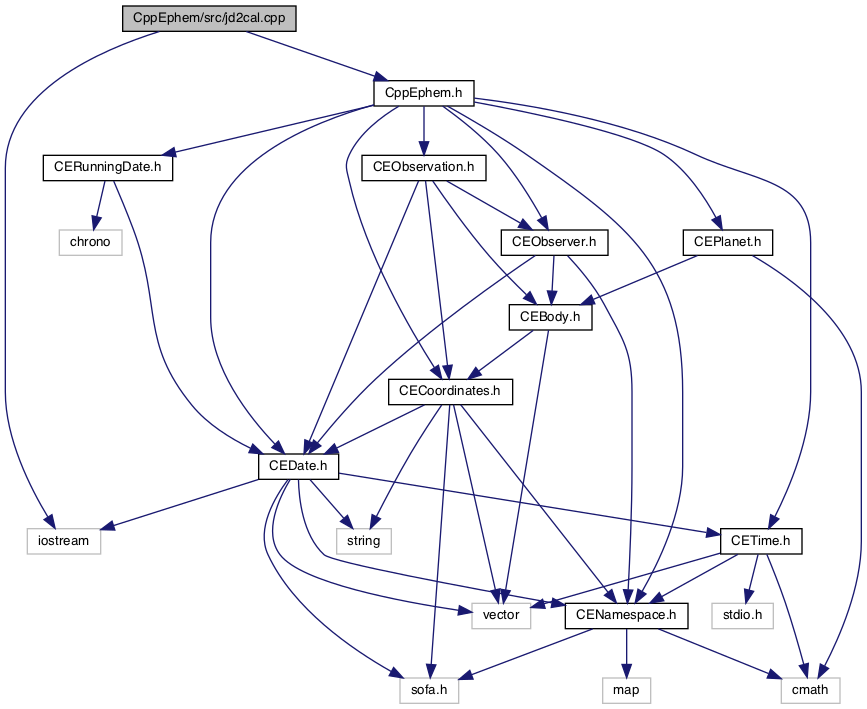 CppEphem/src/jd2cal.cpp
CppEphem.h
CERunningDate.h
CEObservation.h
chrono
CEObserver.h
CEPlanet.h
CEBody.h
CECoordinates.h
CEDate.h
iostream
string
CETime.h
vector
CENamespace.h
stdio.h
sofa.h
map
cmath